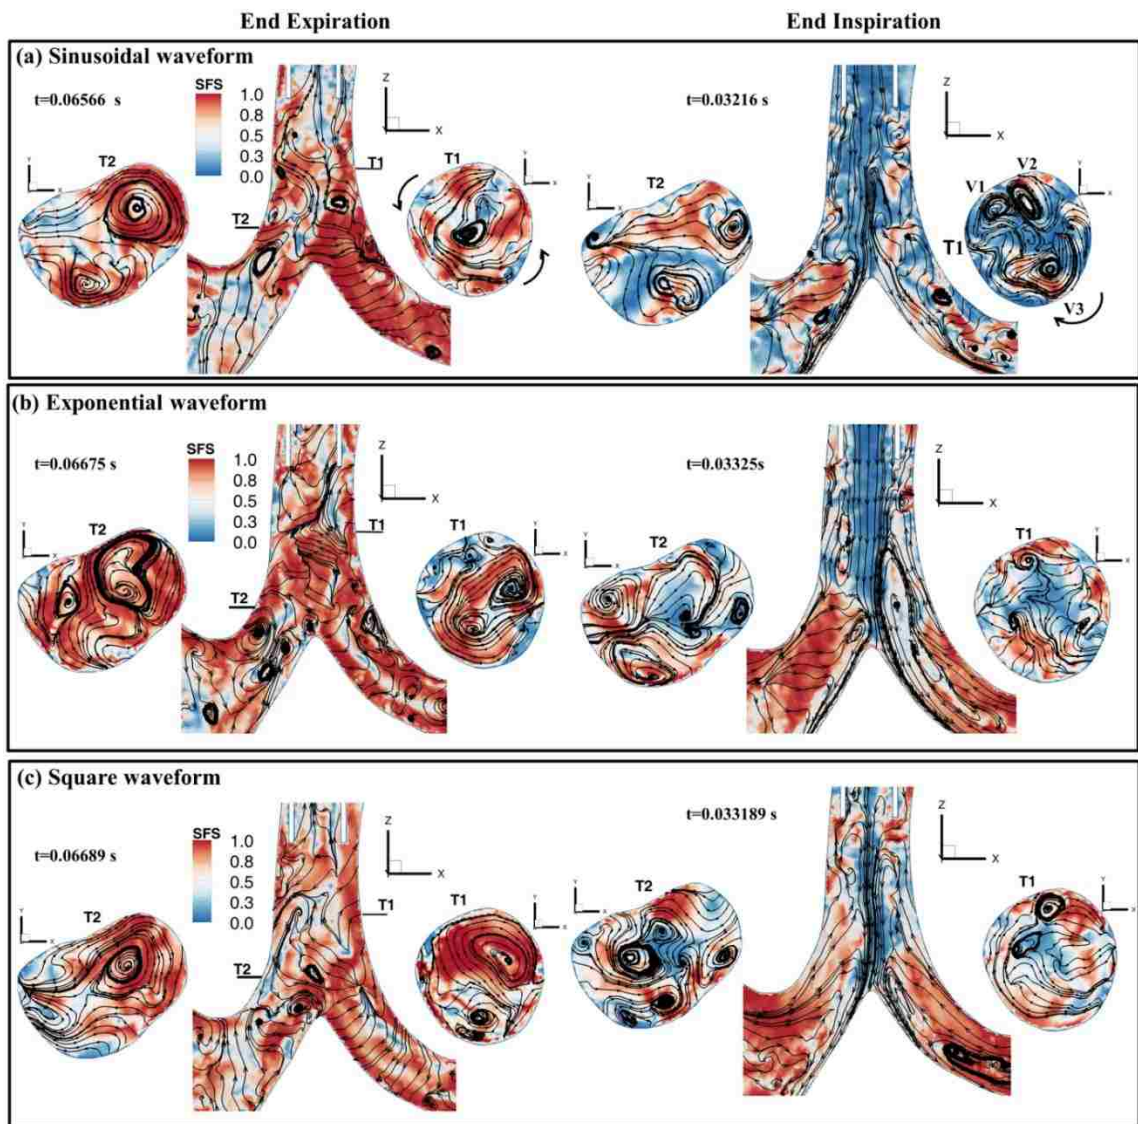 End Expiration
End Inspiration
(a) Sinusoidal waveform
t=0.06566 s
SFS
1.0
0.8
0.5
0.3
0.0
Z
X
T2
Y
X
T1
T2
T1
Y
X
t=0.03216 s
T2
Y
X
Z
X
V2
V1
T1
V3
Y
X
(b) Exponential waveform
t=0.06675 s
SFS
1.0
0.8
0.5
0.3
0.0
Z
X
T2
Y
X
T1
T2
T1
Y
X
t=0.03325s
T2
Y
X
Z
X
T1
Y
X
(c) Square waveform
t=0.06689 s
SFS
1.0
0.8
0.5
0.3
0.0
Z
X
T2
Y
X
T1
T2
T1
Y
X
t=0.033189 s
T2
Y
X
Z
X
T1
Y
X